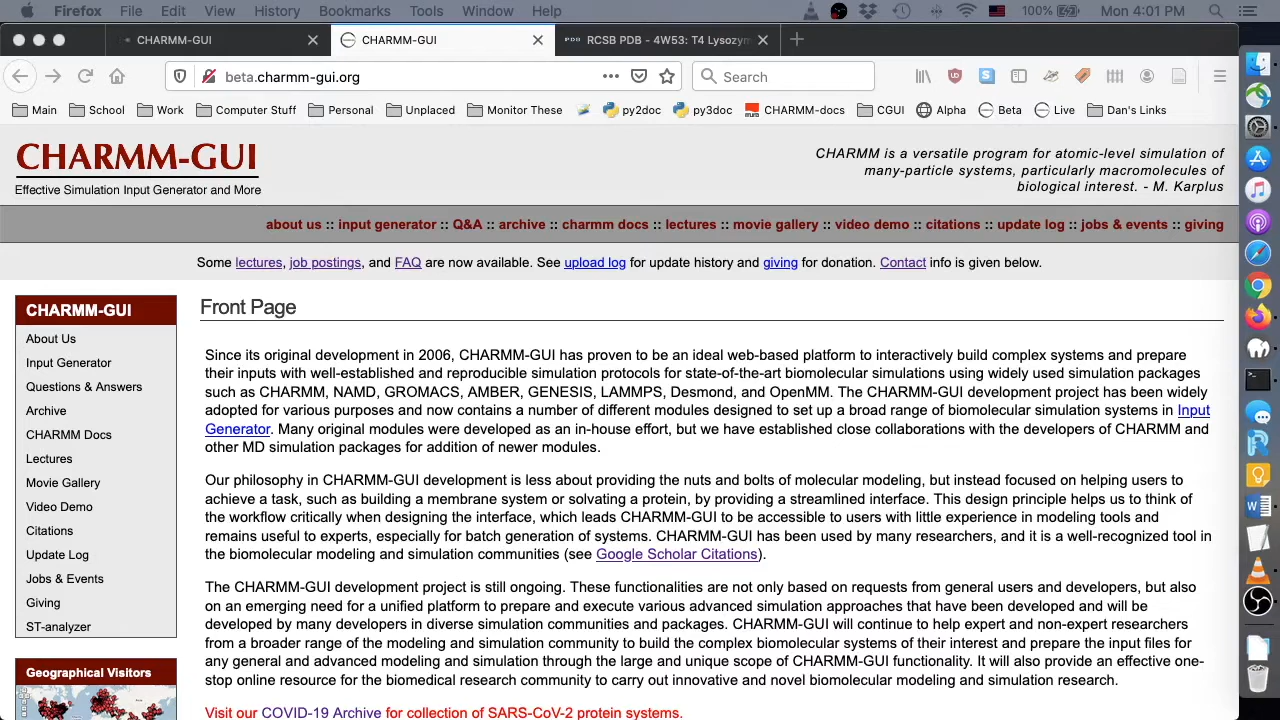 Firefox File Edit View History Bookmarks Tools Window Help 100% Mon 4:01 PM
CHARMM-GUI CHARMM-GUI RCSB PDB - 4W53: T4 Lysozym
beta.charmm-gui.org Search
Main School Work Computer Stuff Personal Unplaced Monitor These py2doc py3doc CHARMM-docs CGUI Alpha Beta Live Dan's Links
CHARMM-GUI
Effective Simulation Input Generator and More
CHARMM is a versatile program for atomic-level simulation of
many-particle systems, particularly macromolecules of
biological interest. - M. Karplus
about us :: input generator :: Q&A :: archive :: charmm docs :: lectures :: movie gallery :: video demo :: citations :: update log :: jobs & events :: giving
Some lectures, job postings, and FAQ are now available. See upload log for update history and giving for donation. Contact info is given below.
CHARMM-GUI
About Us
Input Generator
Questions & Answers
Archive
CHARMM Docs
Lectures
Movie Gallery
Video Demo
Citations
Update Log
Jobs & Events
Giving
ST-analyzer
Geographical Visitors
Front Page
Since its original development in 2006, CHARMM-GUI has proven to be an ideal web-based platform to interactively build complex systems and prepare
their inputs with well-established and reproducible simulation protocols for state-of-the-art biomolecular simulations using widely used simulation packages
such as CHARMM, NAMD, GROMACS, AMBER, GENESIS, LAMMPS, Desmond, and OpenMM. The CHARMM-GUI development project has been widely
adopted for various purposes and now contains a number of different modules designed to set up a broad range of biomolecular simulation systems in Input
Generator. Many original modules were developed as an in-house effort, but we have established close collaborations with the developers of CHARMM and
other MD simulation packages for addition of newer modules.
Our philosophy in CHARMM-GUI development is less about providing the nuts and bolts of molecular modeling, but instead focused on helping users to
achieve a task, such as building a membrane system or solvating a protein, by providing a streamlined interface. This design principle helps us to think of
the workflow critically when designing the interface, which leads CHARMM-GUI to be accessible to users with little experience in modeling tools and
remains useful to experts, especially for batch generation of systems. CHARMM-GUI has been used by many researchers, and it is a well-recognized tool in
the biomolecular modeling and simulation communities (see Google Scholar Citations).
The CHARMM-GUI development project is still ongoing. These functionalities are not only based on requests from general users and developers, but also
on an emerging need for a unified platform to prepare and execute various advanced simulation approaches that have been developed and will be
developed by many developers in diverse simulation communities and packages. CHARMM-GUI will continue to help expert and non-expert researchers
from a broader range of the modeling and simulation community to build the complex biomolecular systems of their interest and prepare the input files for
any general and advanced modeling and simulation through the large and unique scope of CHARMM-GUI functionality. It will also provide an effective one-
stop online resource for the biomedical research community to carry out innovative and novel biomolecular modeling and simulation research.
Visit our COVID-19 Archive for collection of SARS-CoV-2 protein systems.